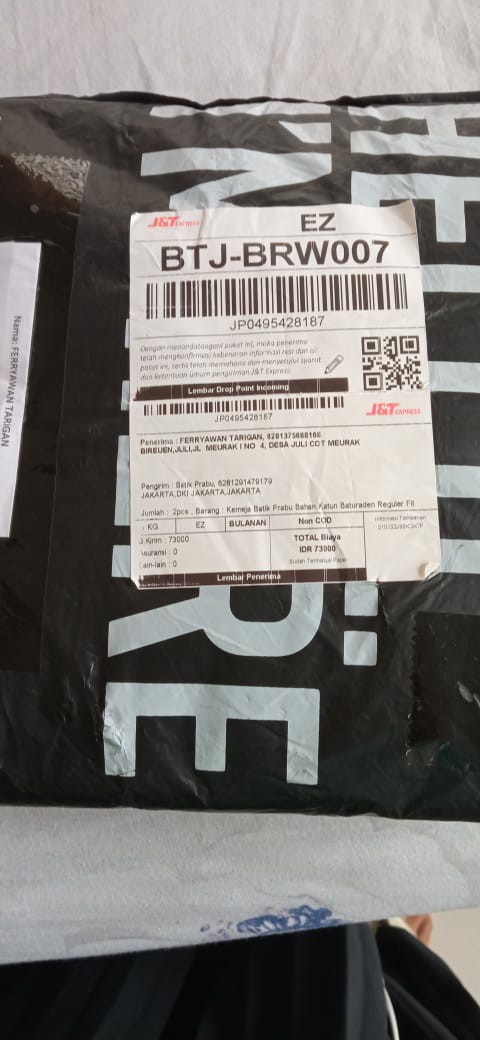 HELLO
I'M
HERE
J&T EXPRESS
EZ
BTJ-BRW007
JP0495428187
Dengan menandatangani paket ini, maka penerima
telah mengkonfirmasi kebenaran informasi resi dan isi
paket ini, serta telah memahami dan menyetujui syarat
dan ketentuan umum pengiriman J&T Express
Lembar Drop Point Incoming
JP0495428187
J&T EXPRESS
Penerima : FERRYAWAN TARIGAN,
BIREUEN,JULI,JL MEURAK I NO 4, DESA JULI COT MEURAK
Pengirim : Batik Prabu, 6281291479179
JAKARTA,DKI JAKARTA,JAKARTA
Jumlah : 2pcs , Barang : Kemeja Batik Prabu Bahan Katun Baturaden Reguler Fit
KG EZ BULANAN Non COD
Kirim : 73000
TOTAL Biaya
IDR 73000
suransi : 0
ain-lain : 0
Sudah Termasuk
Lembar Penerima
Nama: FERRYAWAN TARIGAN